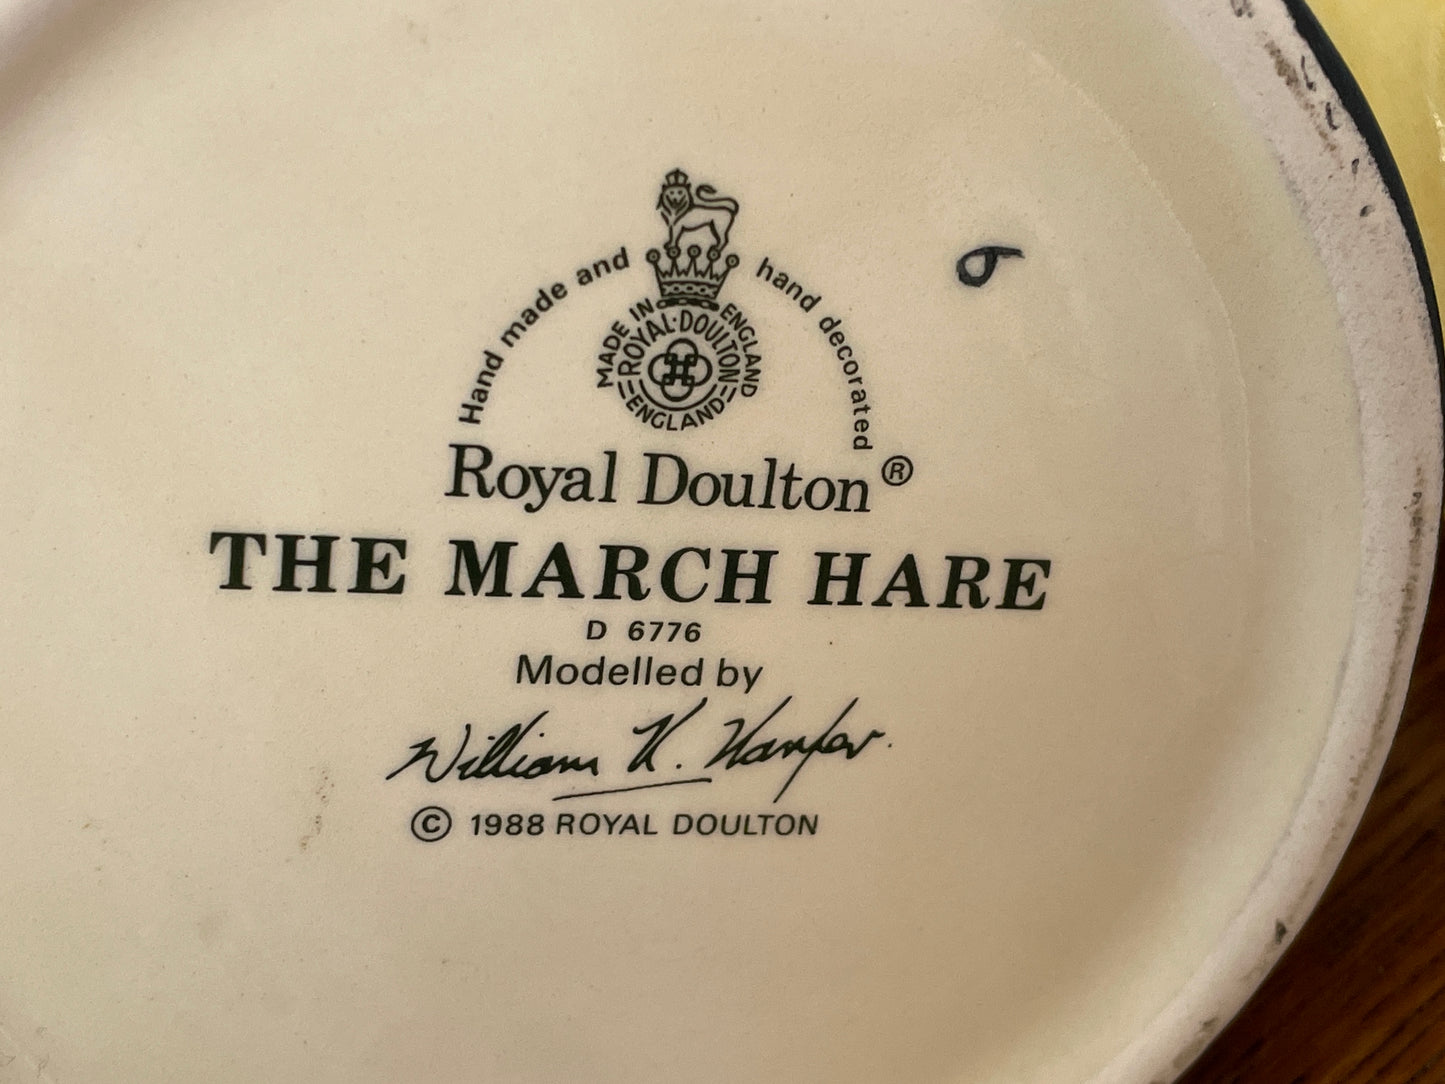 Hand made and hand decorated
MADE IN ENGLAND
ROYAL·DOULTON
ENGLAND
Royal Doulton®
THE MARCH HARE
D 6776
Modelled by
William K. Harper.
© 1988 ROYAL DOULTON